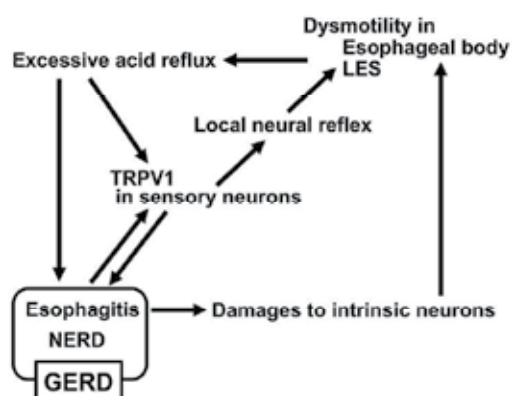 Dysmotility in
Esophageal body
LES
Excessive acid reflux
Local neural reflex
TRPV1
in sensory neurons
Esophagitis
NERD
GERD
Damages to intrinsic neurons